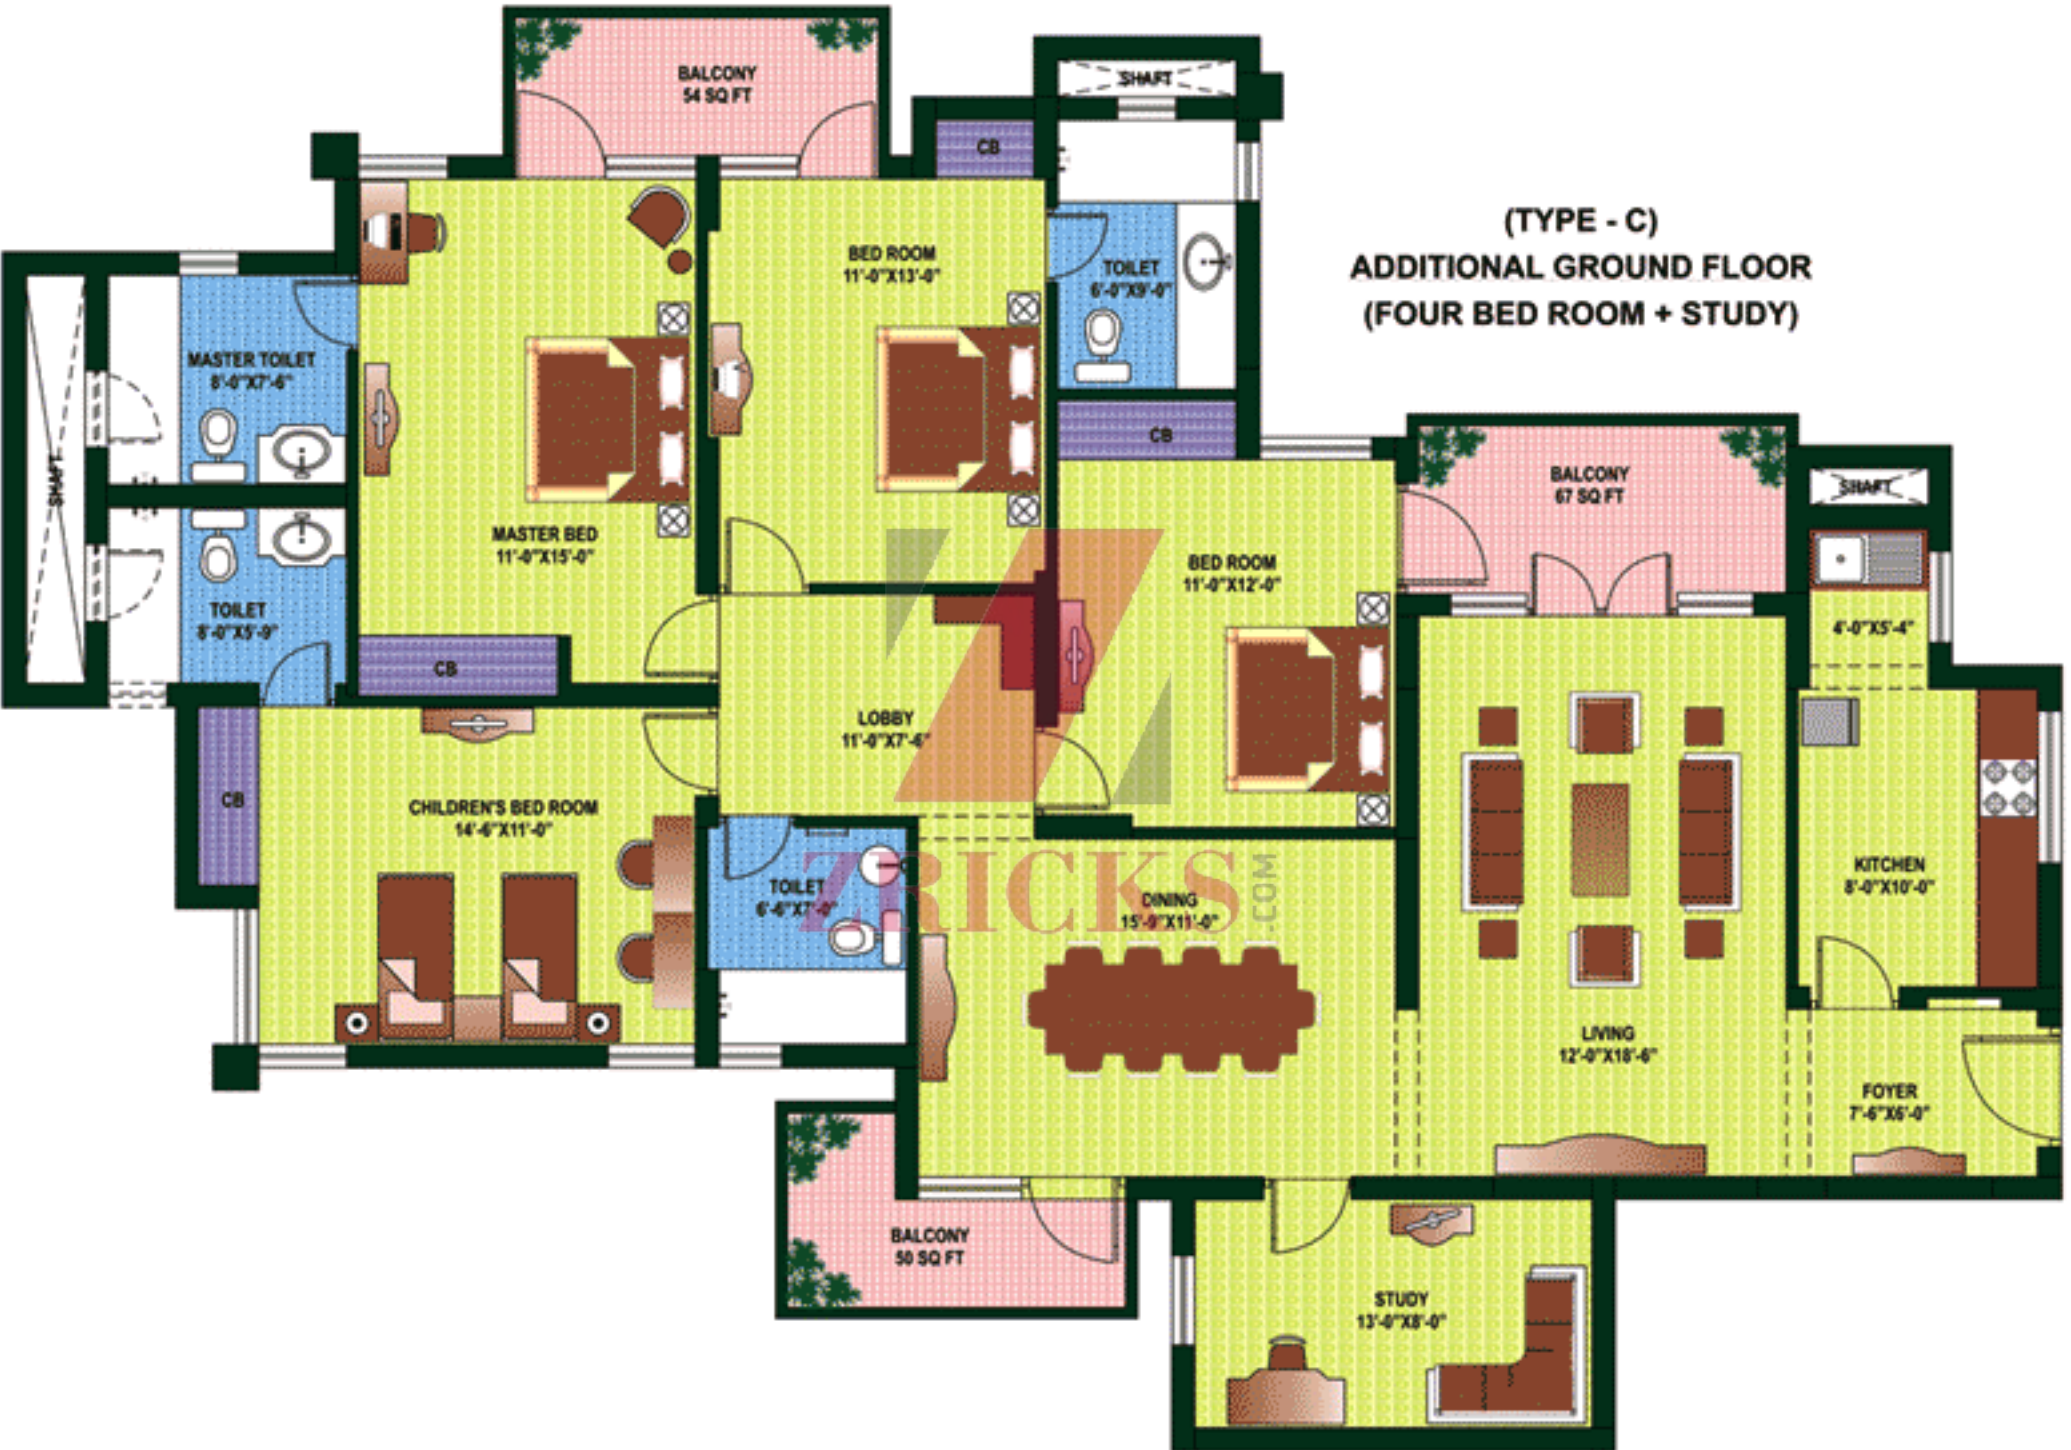 BALCONY
54 SQ FT
SHAFT
CB
(TYPE - C)
ADDITIONAL GROUND FLOOR
(FOUR BED ROOM + STUDY)
BED ROOM
11'-0"X13'-0"
TOILET
6'-0"X9'-0"
MASTER TOILET
8'-0"X7'-6"
SHAFT
CB
BALCONY
67 SQ FT
SHAFT
MASTER BED
11'-0"X15'-0"
BED ROOM
11'-0"X12'-0"
TOILET
8'-0"X5'-9"
4'-0"X5'-4"
CB
LOBBY
11'-0"X7'-6"
CB
CHILDREN'S BED ROOM
14'-6"X11'-0"
KITCHEN
8'-0"X10'-0"
TOILET
6'-6"X7'-0"
ZRICKS
.COM
DINING
15'-9"X11'-0"
LIVING
12'-0"X18'-6"
FOYER
7'-6"X6'-0"
BALCONY
50 SQ FT
STUDY
13'-0"X8'-0"